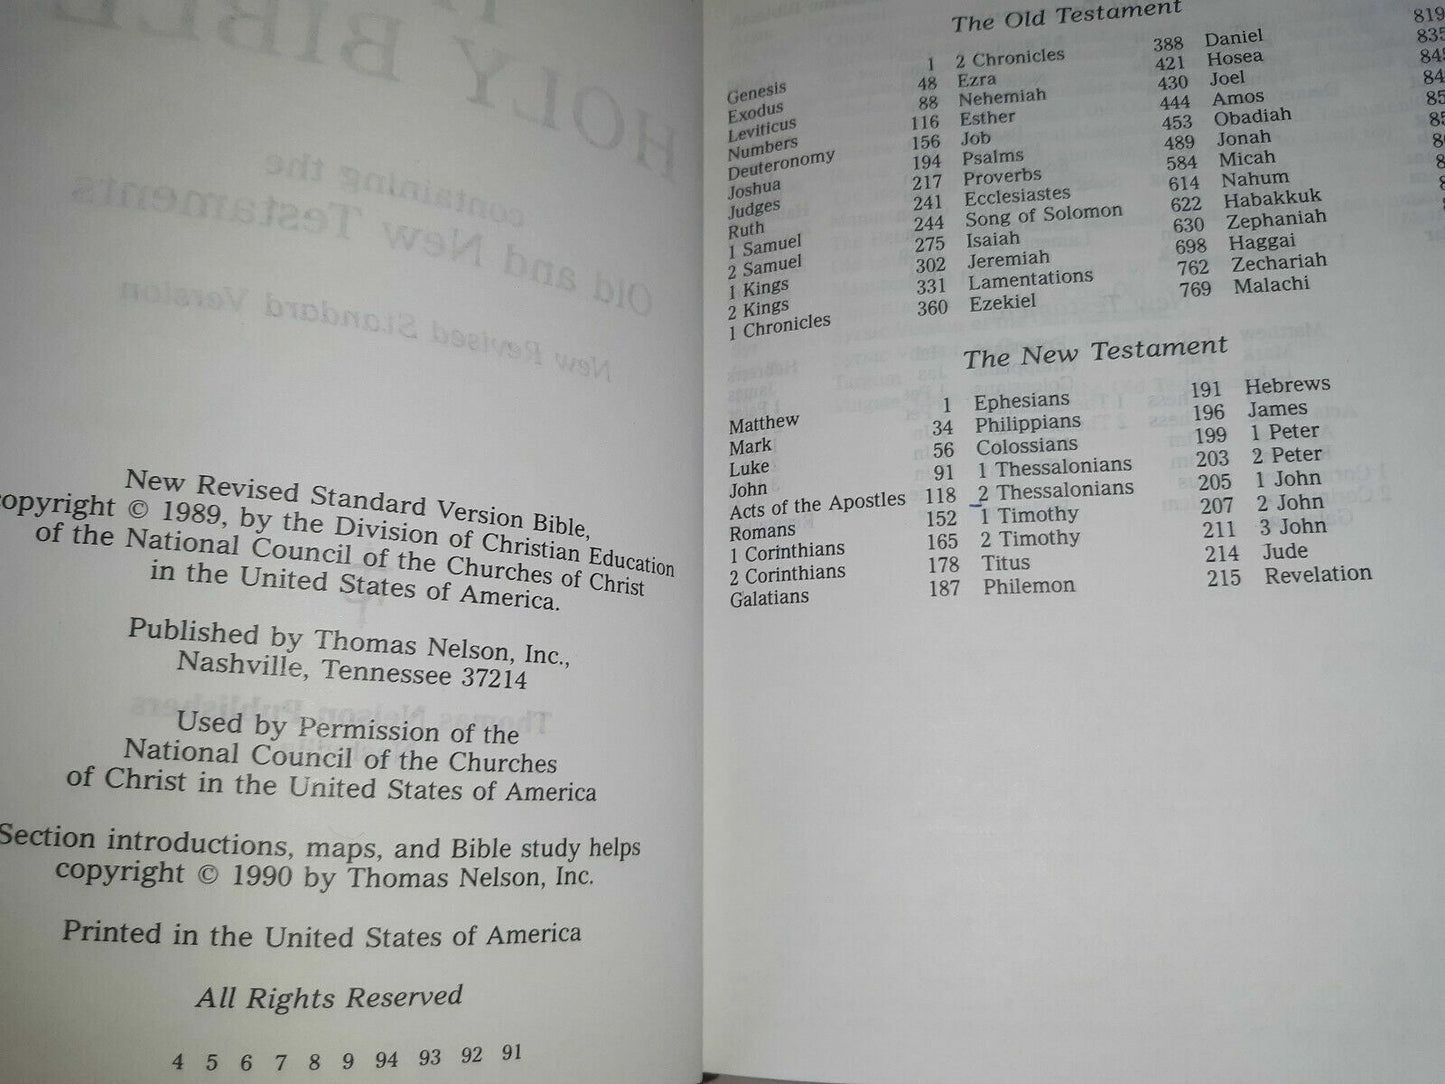 New Revised Standard Version Bible,
copyright © 1989, by the Division of Christian Education
of the National Council of the Churches of Christ
in the United States of America.
Published by Thomas Nelson, Inc.,
Nashville, Tennessee 37214
Used by Permission of the
National Council of the Churches
of Christ in the United States of America
Section introductions, maps, and Bible study helps
copyright © 1990 by Thomas Nelson, Inc.
Printed in the United States of America
All Rights Reserved
4 5 6 7 8 9 94 93 92 91
The Old Testament
Genesis 1 2 Chronicles 388 Daniel 819
Exodus 48 Ezra 421 Hosea 835
Leviticus 88 Nehemiah 430 Joel
Numbers 116 Esther 444 Amos
Deuteronomy 156 Job 453 Obadiah
Joshua 194 Psalms 489 Jonah
Judges 217 Proverbs 584 Micah
Ruth 241 Ecclesiastes 614 Nahum
1 Samuel 244 Song of Solomon 622 Habakkuk
2 Samuel 275 Isaiah 630 Zephaniah
1 Kings 302 Jeremiah 698 Haggai
2 Kings 331 Lamentations 762 Zechariah
1 Chronicles 360 Ezekiel 769 Malachi
The New Testament
Matthew 1 Ephesians 191 Hebrews
Mark 34 Philippians 196 James
Luke 56 Colossians 199 1 Peter
John 91 1 Thessalonians 203 2 Peter
Acts of the Apostles 118 2 Thessalonians 205 1 John
Romans 152 1 Timothy 207 2 John
1 Corinthians 165 2 Timothy 211 3 John
2 Corinthians 178 Titus 214 Jude
Galatians 187 Philemon 215 Revelation